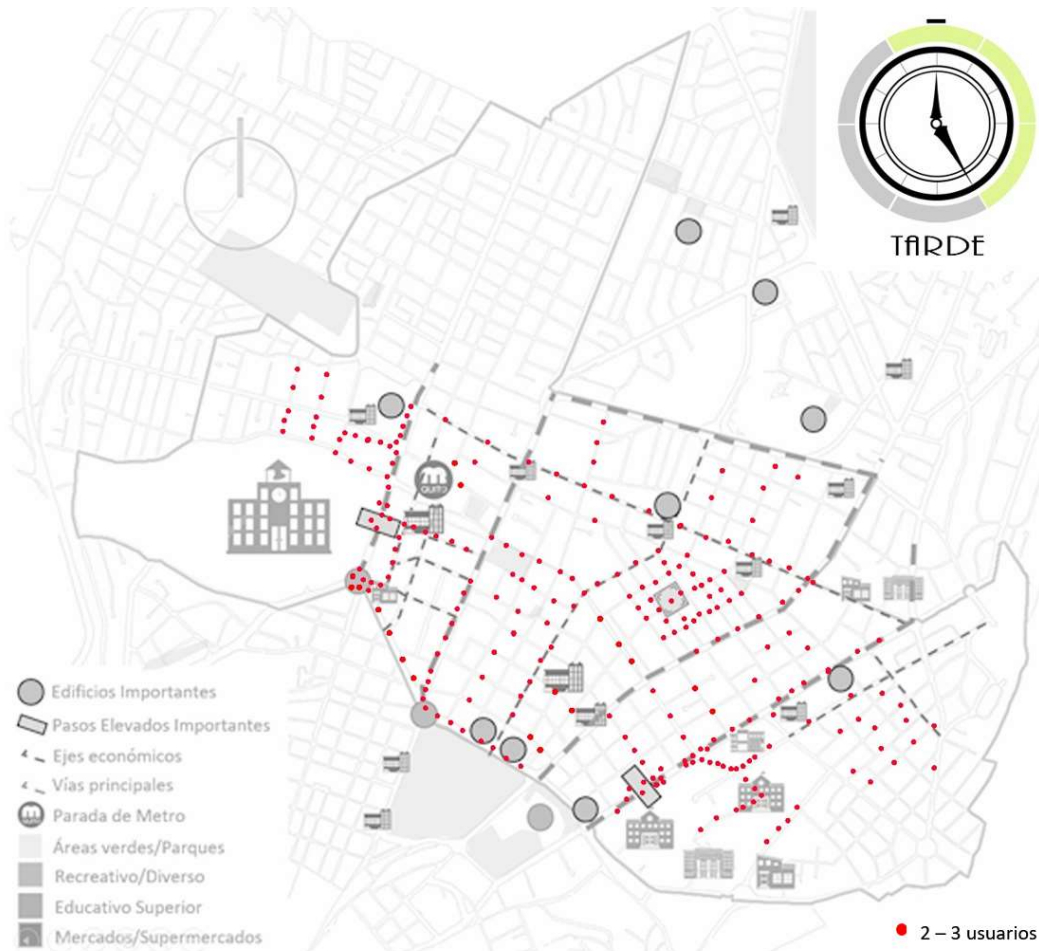 TARDE
QUITO
Edificios Importantes
Pasos Elevados Importantes
Ejes económicos
Vías principales
Parada de Metro
Áreas verdes/Parques
Recreativo/Diverso
Educativo Superior
Mercados/Supermercados
2 – 3 usuarios